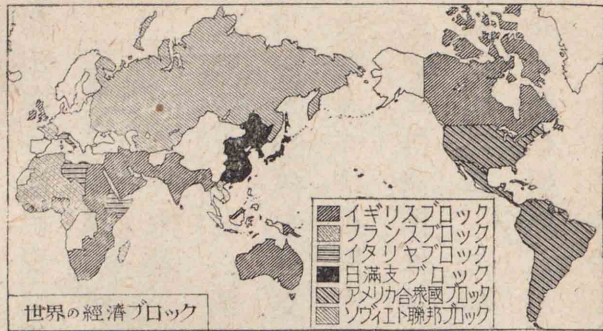 イギリスブロック
フランスブロック
イタリヤブロック
日滿支ブロック
アメリカ合衆國ブロック
ソヴィエト聯邦ブロック
世界の經濟ブロック